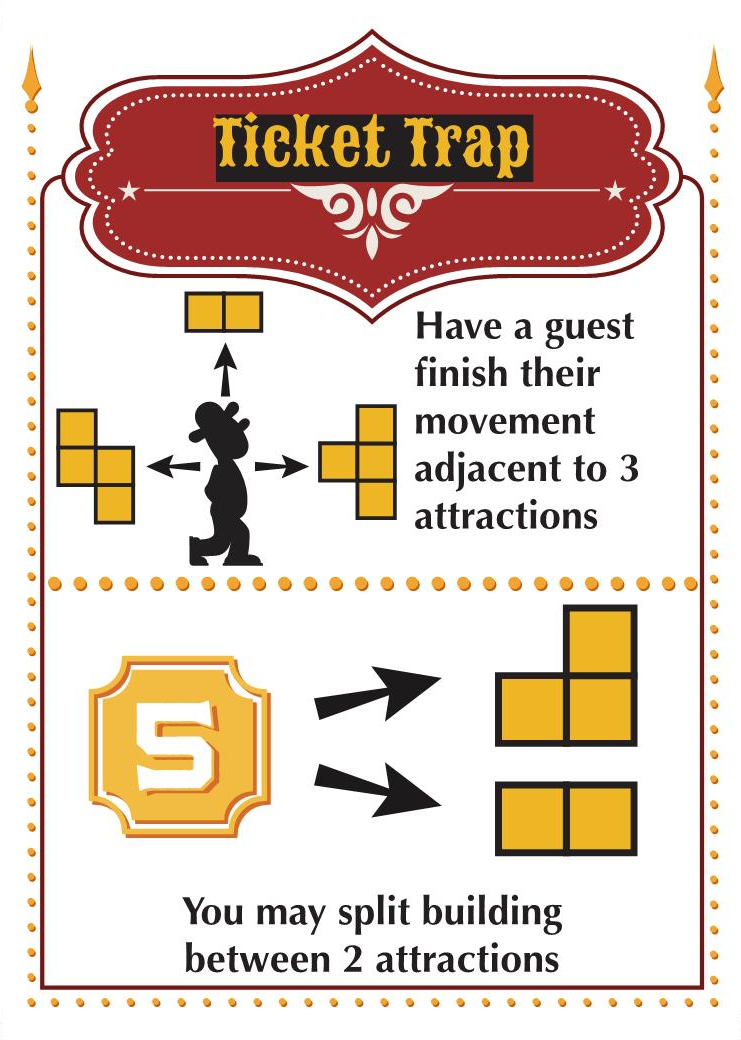 Ticket Trap
Have a guest
finish their
movement
adjacent to 3
attractions
5
You may split building
between 2 attractions